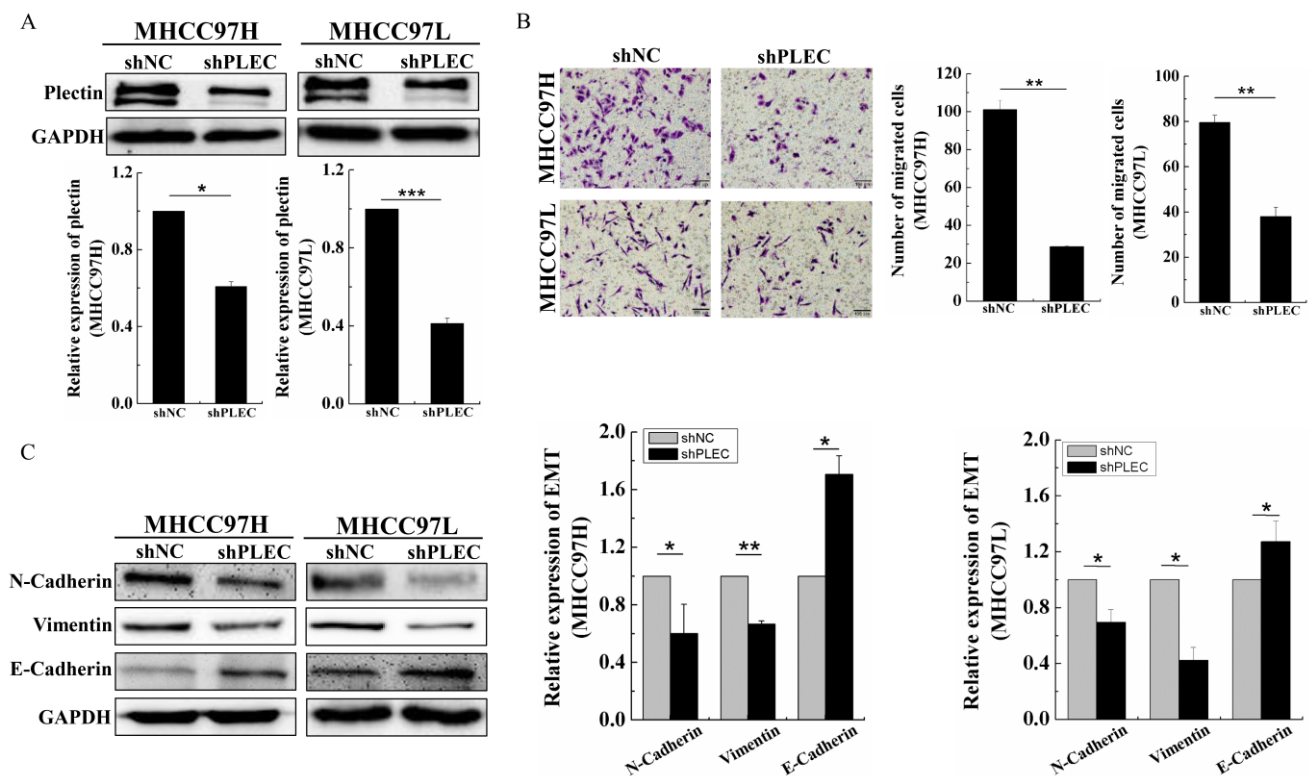 A
MHCC97H MHCC97L
shNC shPLEC shNC shPLEC
Plectin
GAPDH
Relative expression of plectin
(MHCC97H)
1.2
0.8
0.4
0.0
*
shNC shPLEC
Relative expression of plectin
(MHCC97L)
1.2
0.8
0.4
0.0
***
shNC shPLEC
B
shNC shPLEC
MHCC97H
MHCC97L
Number of migrated cells
(MHCC97H)
120
100
80
60
40
20
0
**
shNC shPLEC
Number of migrated cells
(MHCC97L)
100
80
60
40
20
0
**
shNC shPLEC
C
MHCC97H MHCC97L
shNC shPLEC shNC shPLEC
N-Cadherin
Vimentin
E-Cadherin
GAPDH
Relative expression of EMT
(MHCC97H)
2.0
1.6
1.2
0.8
0.4
0.0
shNC
shPLEC
* ** *
N-Cadherin Vimentin E-Cadherin
Relative expression of EMT
(MHCC97L)
2.0
1.6
1.2
0.8
0.4
0.0
shNC
shPLEC
* * *
N-Cadherin Vimentin E-Cadherin